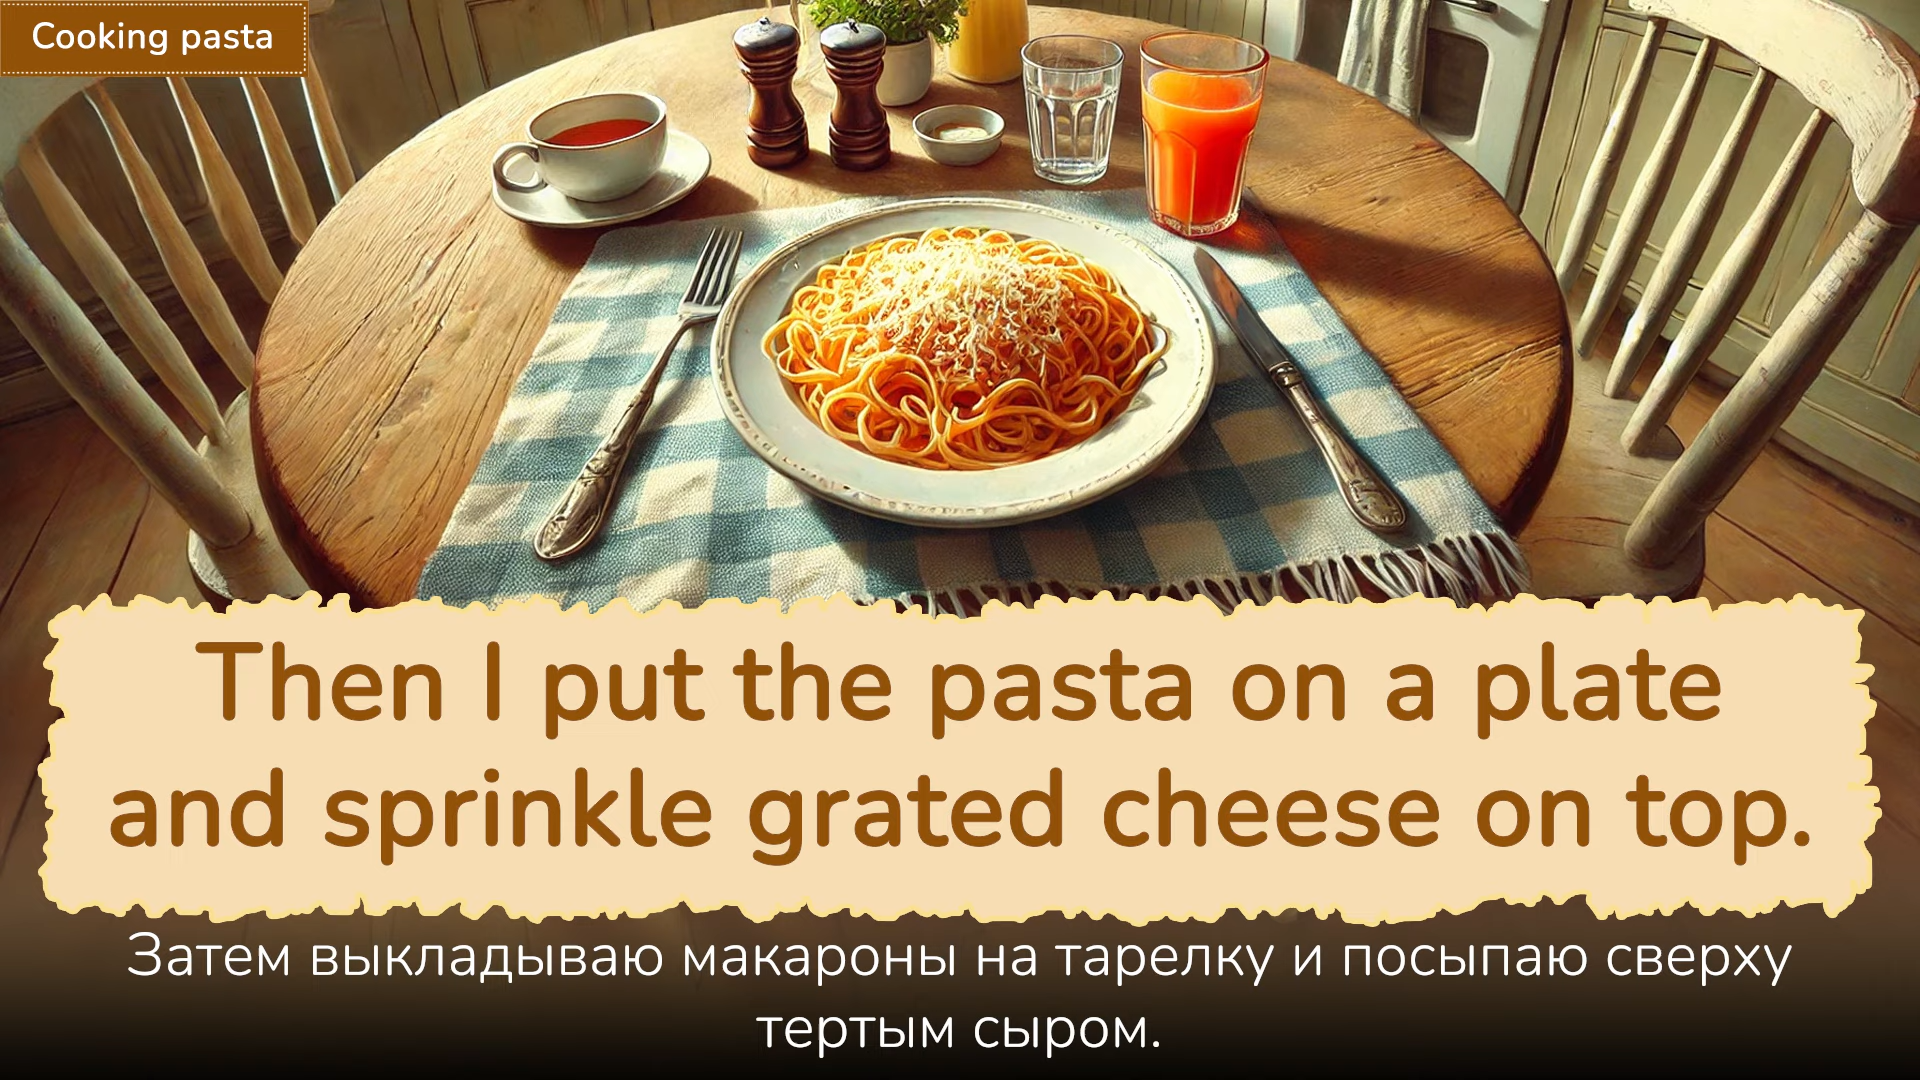 Cooking pasta
Then I put the pasta on a plate
and sprinkle grated cheese on top.
Затем выкладываю макароны на тарелку и посыпаю сверху
тертым сыром.